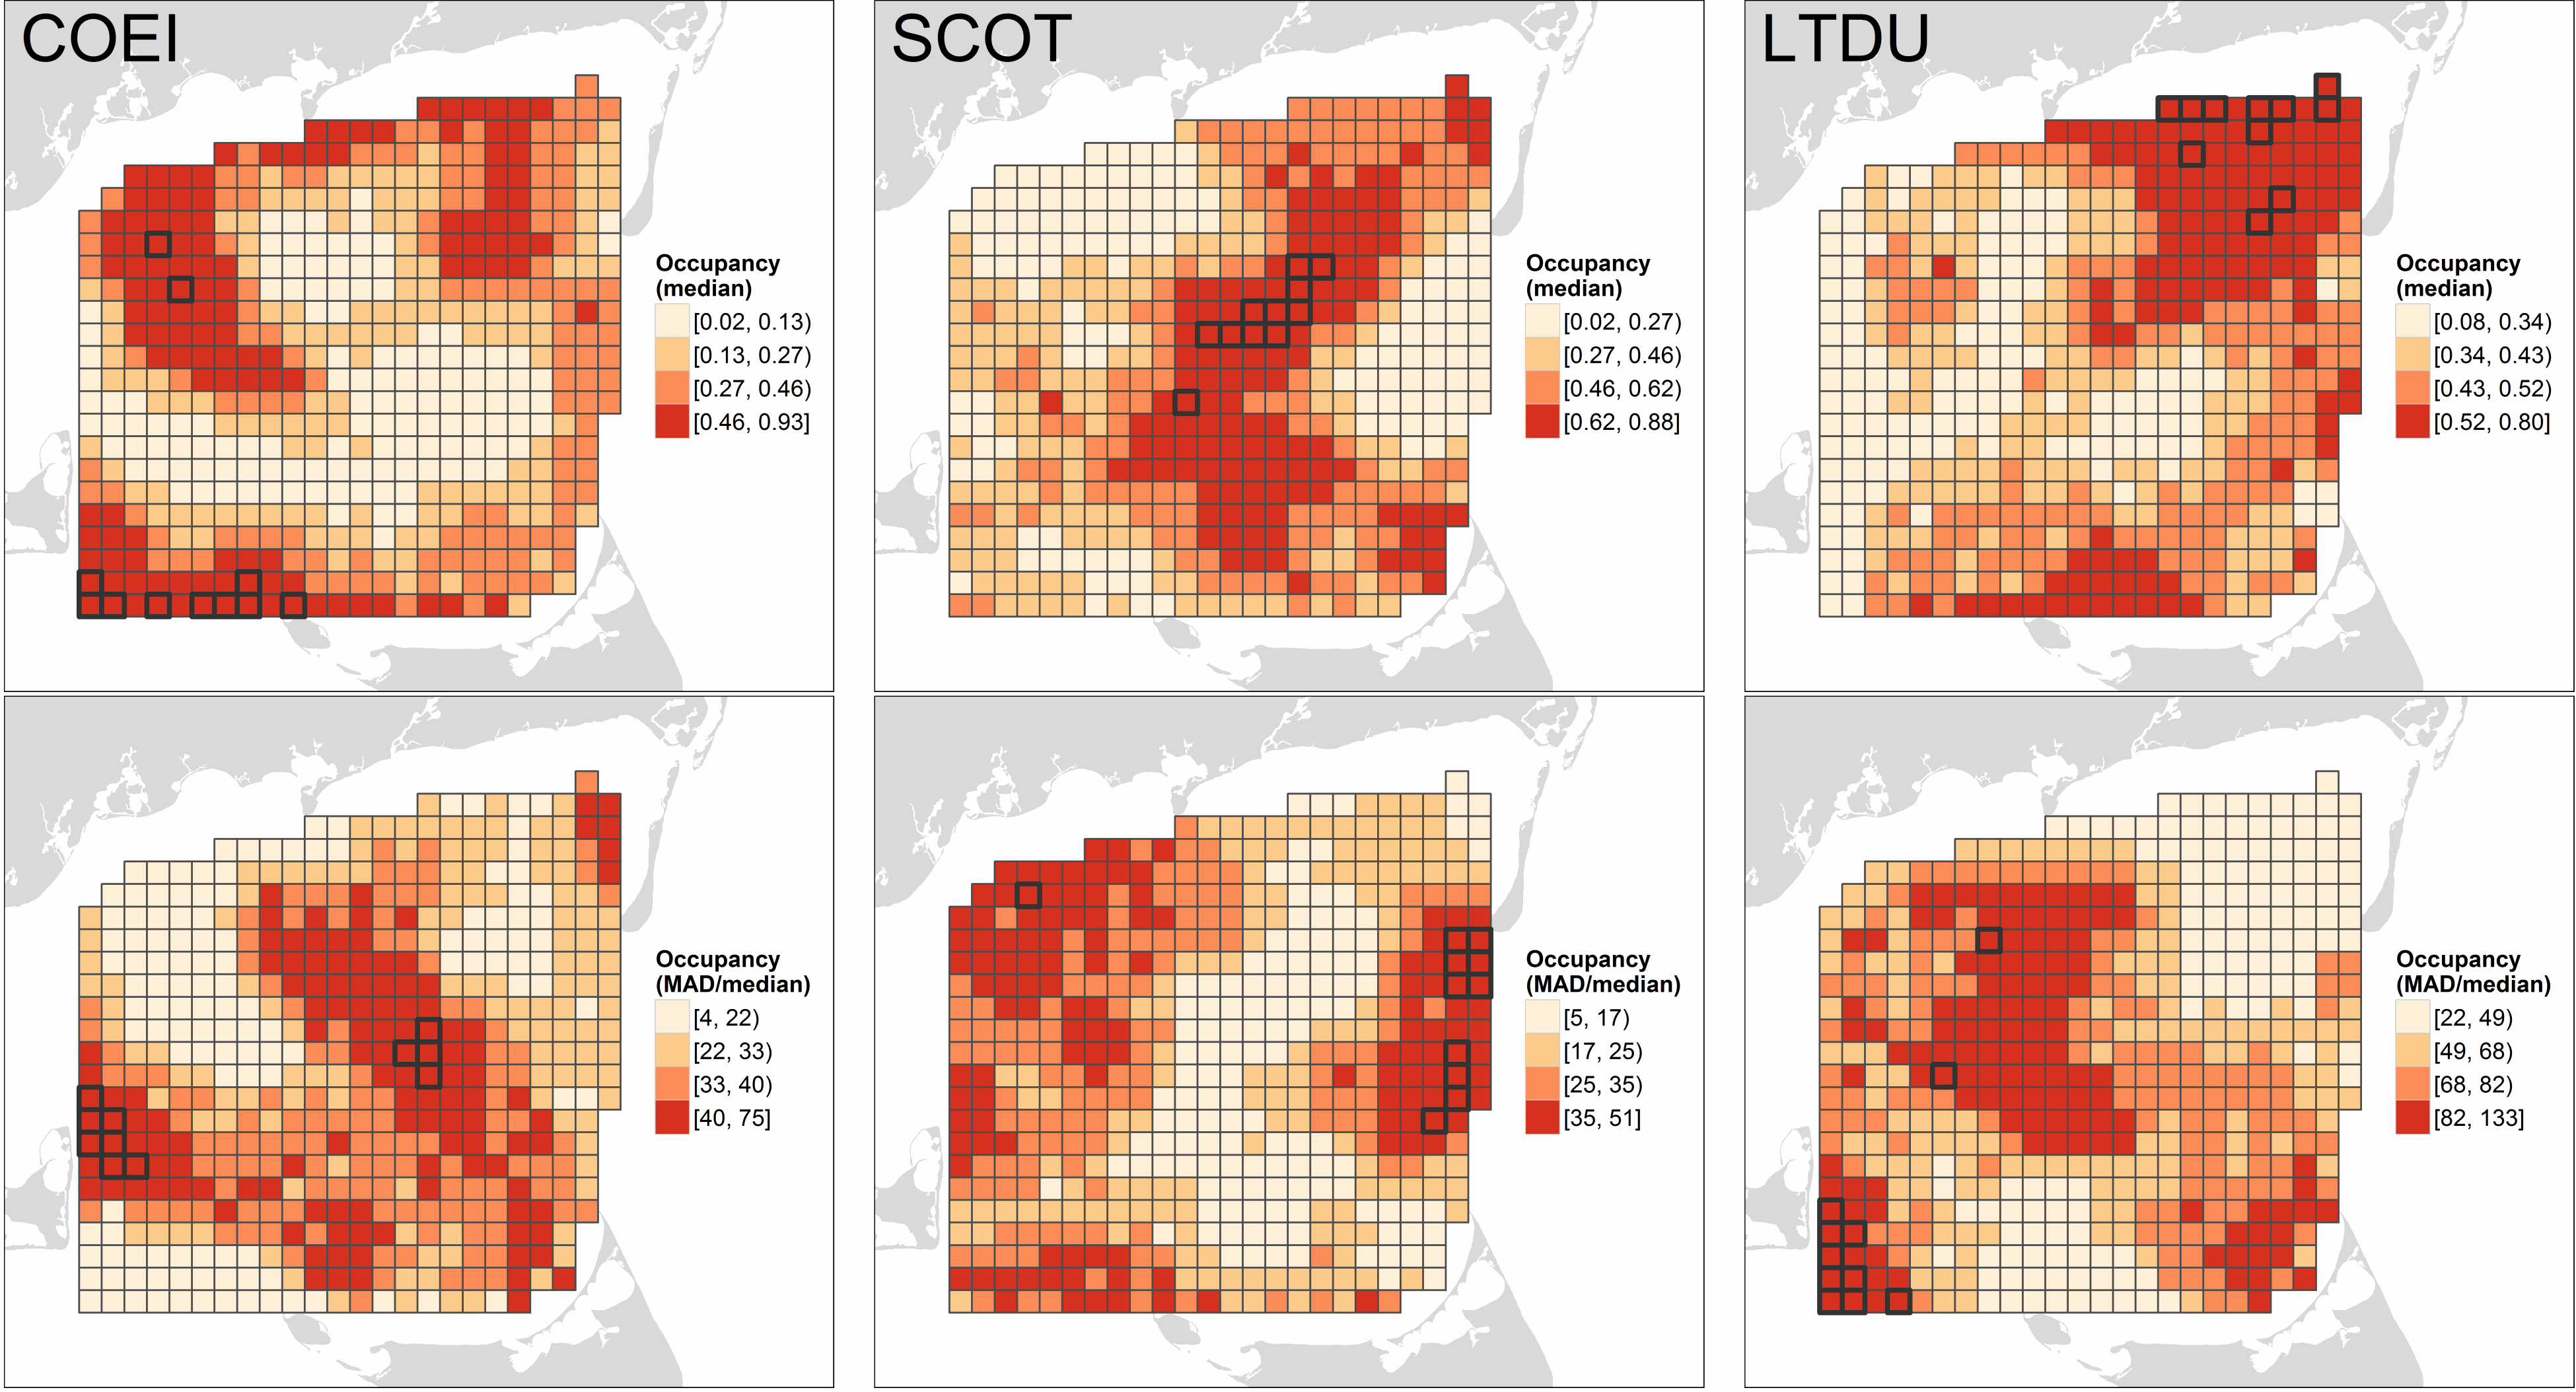 COEI
Occupancy
(median)
[0.02, 0.13)
[0.13, 0.27)
[0.27, 0.46)
[0.46, 0.93]
SCOT
Occupancy
(median)
[0.02, 0.27)
[0.27, 0.46)
[0.46, 0.62)
[0.62, 0.88]
LTDU
Occupancy
(median)
[0.08, 0.34)
[0.34, 0.43)
[0.43, 0.52)
[0.52, 0.80]
Occupancy
(MAD/median)
[4, 22)
[22, 33)
[33, 40)
[40, 75]
Occupancy
(MAD/median)
[5, 17)
[17, 25)
[25, 35)
[35, 51]
Occupancy
(MAD/median)
[22, 49)
[49, 68)
[68, 82)
[82, 133]